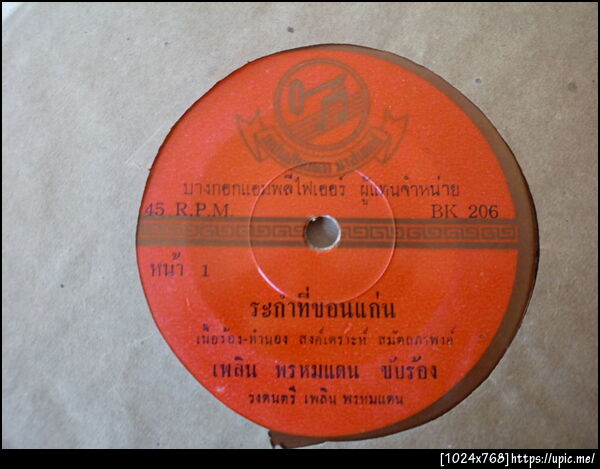 บางกอกแอมพลีไฟเออร์ ผู้แทนจำหน่าย
45 R.P.M. BK 206
หน้า 1
ระกำที่ขอนแก่น
เนื้อร้อง-ทำนอง สงค์เคราะห์ สมัตถภาพงศ์
เพลิน พรหมแดน ขับร้อง
วงดนตรี เพลิน พรหมแดน
[1024x768]https://upic.me/